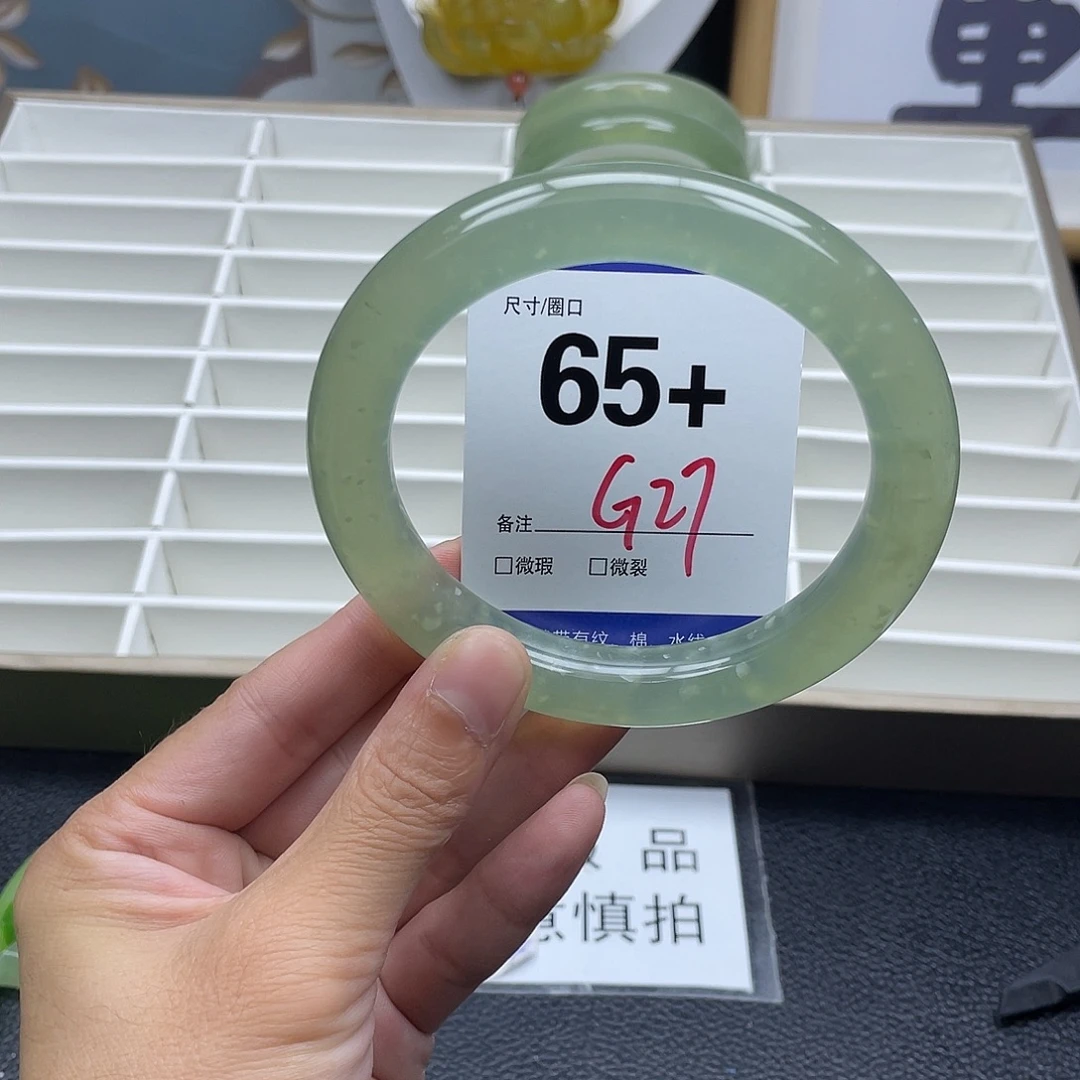 尺寸/圈口
65+
G27
备注
□微瑕 □微裂
带有纹、棉、水线
品
慎拍